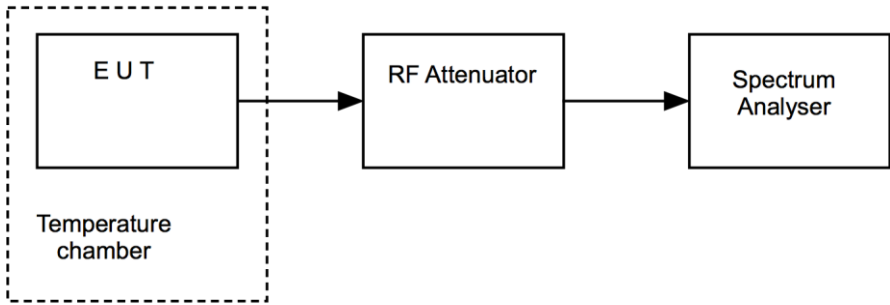 E U T
RF Attenuator
Spectrum
Analyser
Temperature
chamber